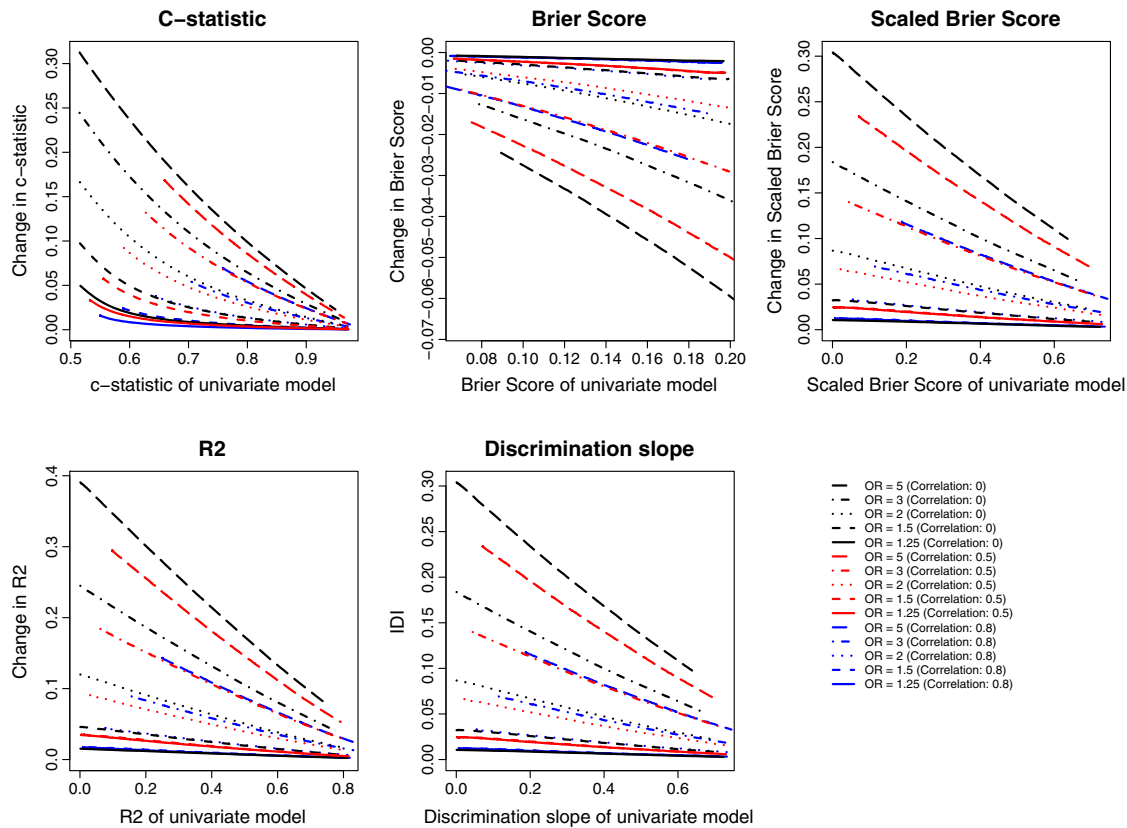 C−statistic
Change in c−statistic
0.00 0.05 0.10 0.15 0.20 0.25 0.30
0.5 0.6 0.7 0.8 0.9
c−statistic of univariate model
Brier Score
Change in Brier Score
−0.07 −0.06 −0.05 −0.04 −0.03 −0.02 −0.01 0.00
0.08 0.10 0.12 0.14 0.16 0.18 0.20
Brier Score of univariate model
Scaled Brier Score
Change in Scaled Brier Score
0.00 0.05 0.10 0.15 0.20 0.25 0.30
0.0 0.2 0.4 0.6
Scaled Brier Score of univariate model
R2
Change in R2
0.0 0.1 0.2 0.3 0.4
0.0 0.2 0.4 0.6 0.8
R2 of univariate model
Discrimination slope
IDI
0.00 0.05 0.10 0.15 0.20 0.25 0.30
0.0 0.2 0.4 0.6
Discrimination slope of univariate model
OR = 5 (Correlation: 0)
OR = 3 (Correlation: 0)
OR = 2 (Correlation: 0)
OR = 1.5 (Correlation: 0)
OR = 1.25 (Correlation: 0)
OR = 5 (Correlation: 0.5)
OR = 3 (Correlation: 0.5)
OR = 2 (Correlation: 0.5)
OR = 1.5 (Correlation: 0.5)
OR = 1.25 (Correlation: 0.5)
OR = 5 (Correlation: 0.8)
OR = 3 (Correlation: 0.8)
OR = 2 (Correlation: 0.8)
OR = 1.5 (Correlation: 0.8)
OR = 1.25 (Correlation: 0.8)